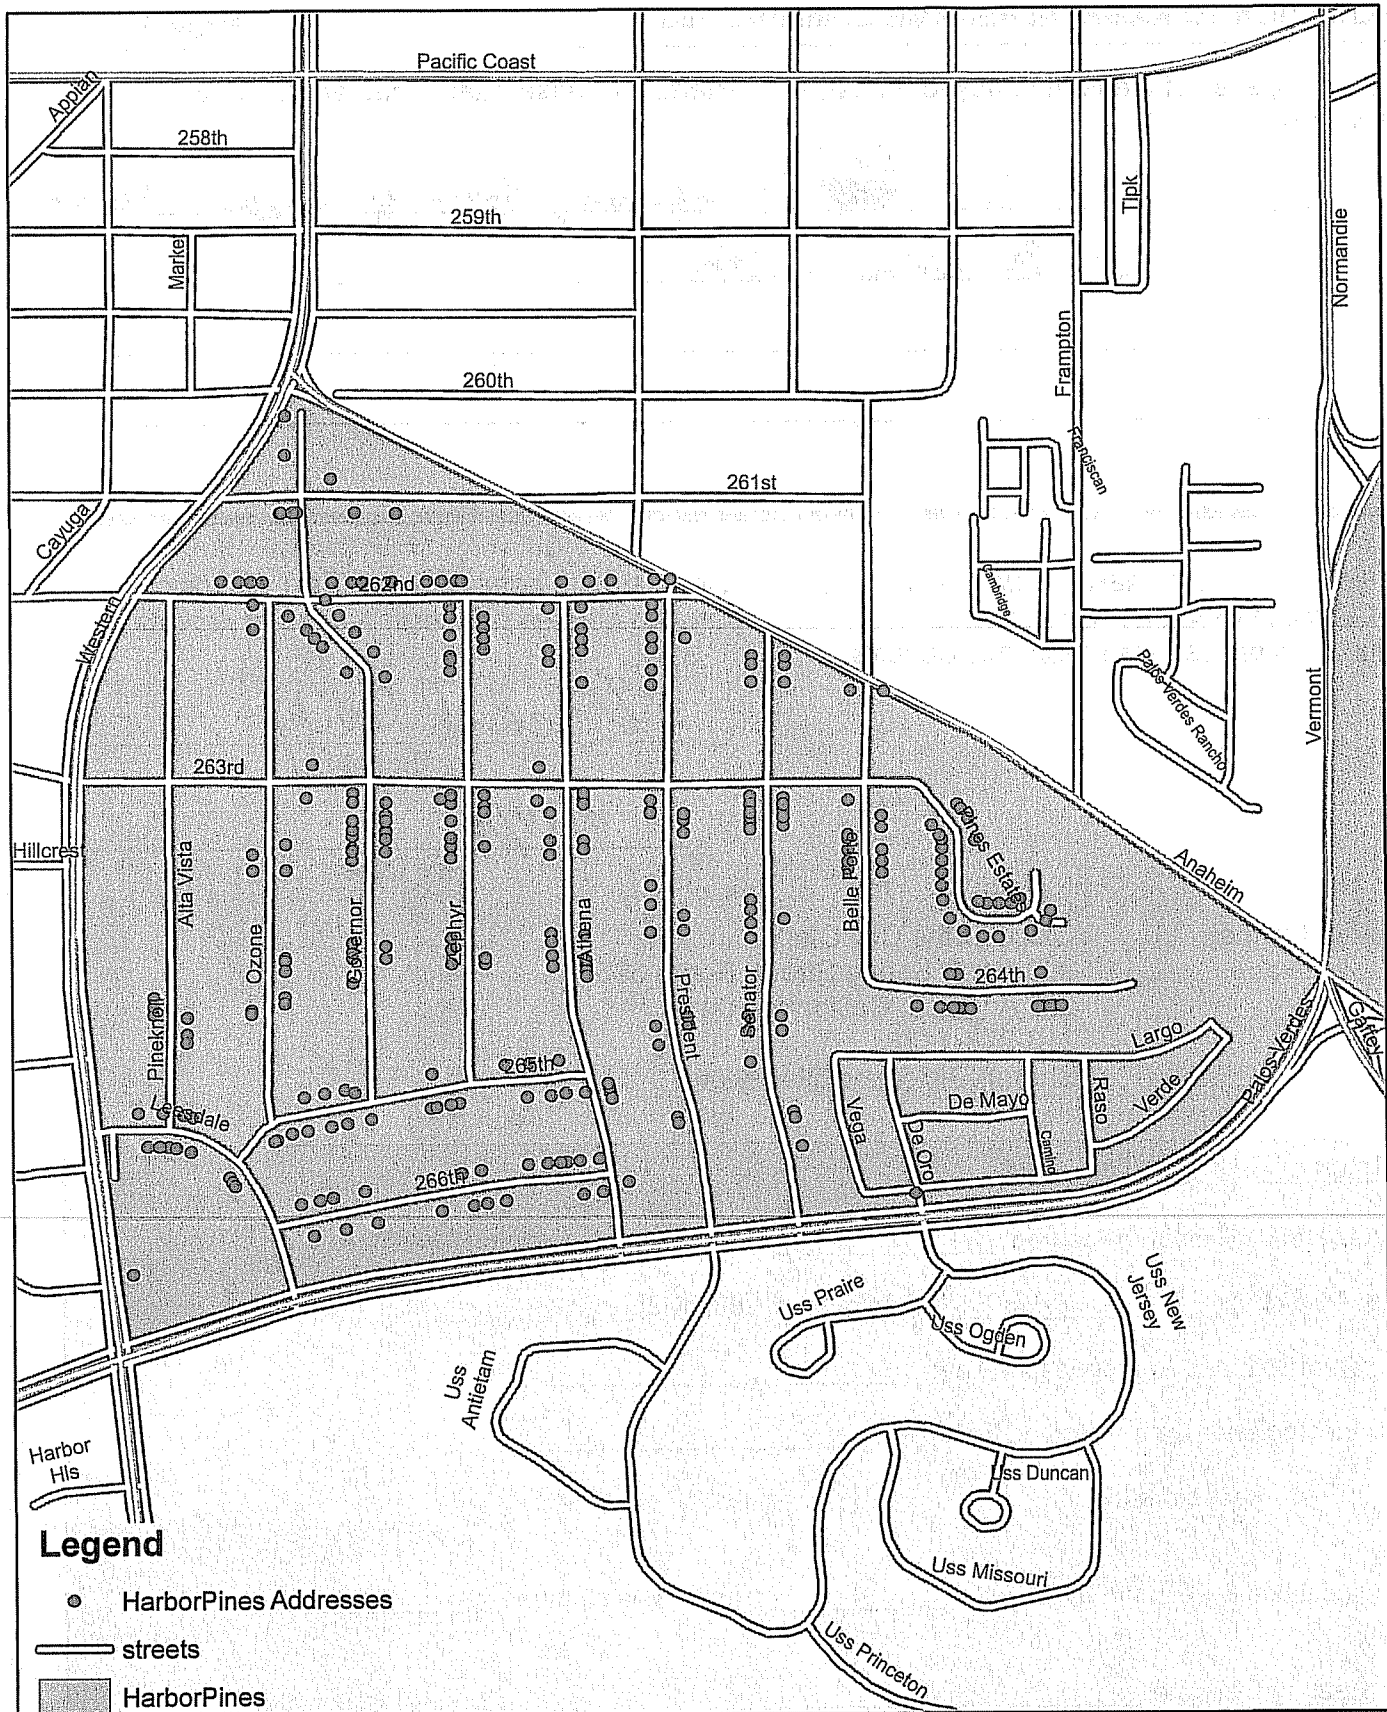 Pacific Coast
Appian
258th
Tlpk
259th
Market
Normandie
Frampton
260th
Franciscan
261st
Cayuga
262nd
Cambridge
Western
Palos Verdes Rancho
Vermont
263rd
Hillcrest
Alta Vista
Pines Estates
Anaheim
Belle Porte
Governor
Zephyr
Athena
Ozone
264th
President
Senator
Pineknoll
Largo
Palos Verdes
Gaffey
265th
Leesdale
De Mayo
Raso
Verde
Vega
De Oro
Camino
266th
Uss New
Jersey
Uss Praire
Uss Ogden
Uss
Antietam
Harbor
Hls
Uss Duncan
Uss Missouri
Uss Princeton
Legend
HarborPines Addresses
streets
HarborPines